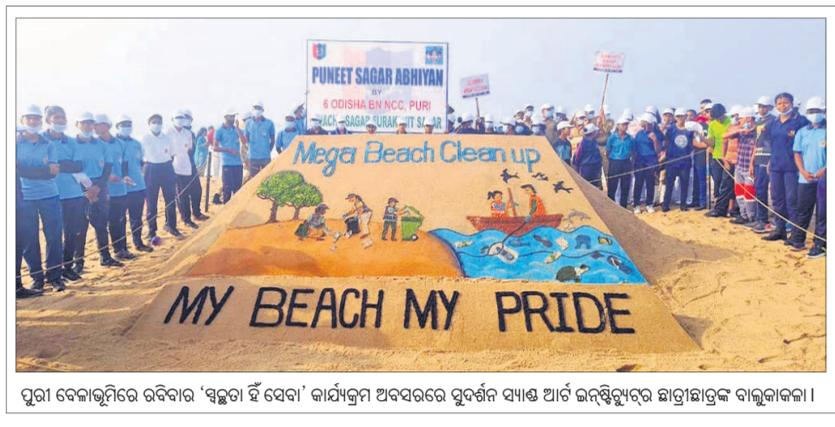 PUNEET SAGAR ABHIYAN
BY
6 ODISHA BN NCC, PURI
SAGAR
Mega Beach Clean up
MY BEACH MY PRIDE
ପୁରୀ ବେଳାଭୂମିରେ ରବିବାର ‘ସ୍ୱଚ୍ଛତା ହିଁ ସେବା’ କାର୍ଯ୍ୟକ୍ରମ ଅବସରରେ ସୁଦର୍ଶନ ସ୍ୟାଣ୍ଡ ଆର୍ଟ ଇନ୍‌ଷ୍ଟିଚ୍ୟୁଟ୍‌ର ଛାତ୍ରୀଛାତ୍ରଙ୍କ ବାଲୁକାକଳା ।